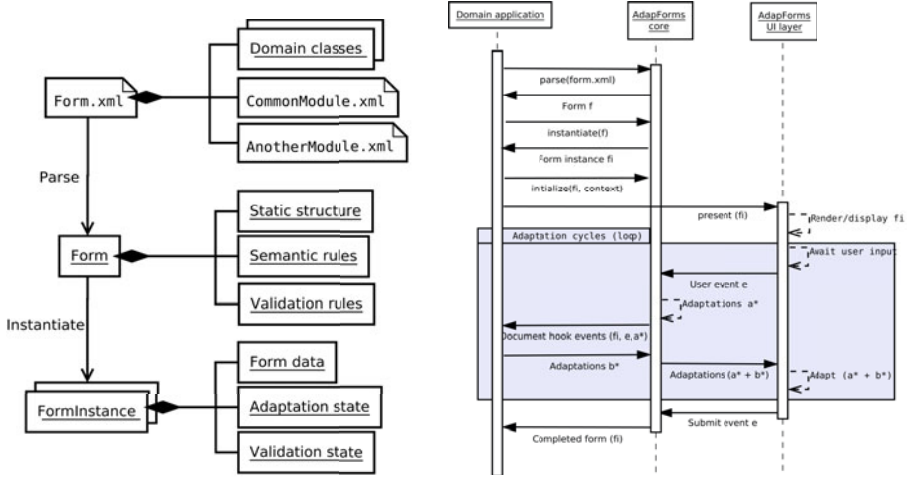 Domain classes
Form.xml
CommonModule.xml
AnotherModule.xml
Parse
Static structure
Form
Semantic rules
Validation rules
Instantiate
Form data
FormInstance
Adaptation state
Validation state
Domain application
AdapForms
core
AdapForms
UI layer
parse(form.xml)
Form f
instantiate(f)
Form instance fi
intialize(fi, context)
present (fi)
Render/display fi
Adaptation cycles (loop)
Await user input
User event e
Adaptations a*
Document hook events (fi, e,a*)
Adaptations b*
Adaptations (a* + b*)
Adapt (a* + b*)
Submit event e
Completed form (fi)